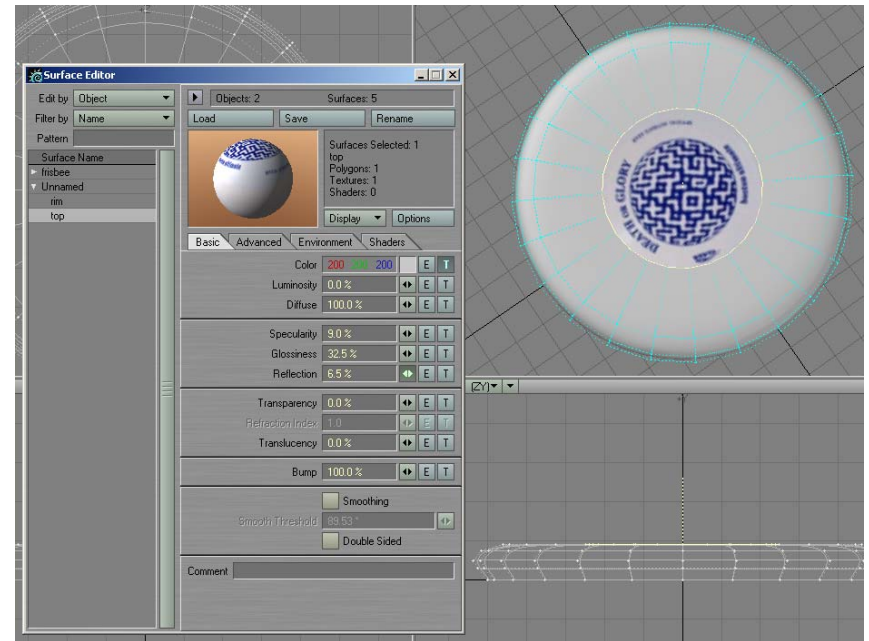 Surface Editor
Edit by Object
Filter by Name
Pattern
Surface Name
frisbee
Unnamed
rim
top
Objects: 2 Surfaces: 5
Load Save Rename
Surfaces Selected: 1
top
Polygons: 1
Textures: 1
Shaders: 0
Display Options
Basic Advanced Environment Shaders
Color 200 200 200 E T
Luminosity 0.0 % E T
Diffuse 100.0 % E T
Specularity 9.0 % E T
Glossiness 32.5 % E T
Reflection 6.5 % E T
Transparency 0.0 % E T
Refraction Index 1.0 E T
Translucency 0.0 % E T
Bump 100.0 % E T
Smoothing
Smooth Threshold 89.53 °
Double Sided
Comment
DEATH OR GLORY
(ZY)